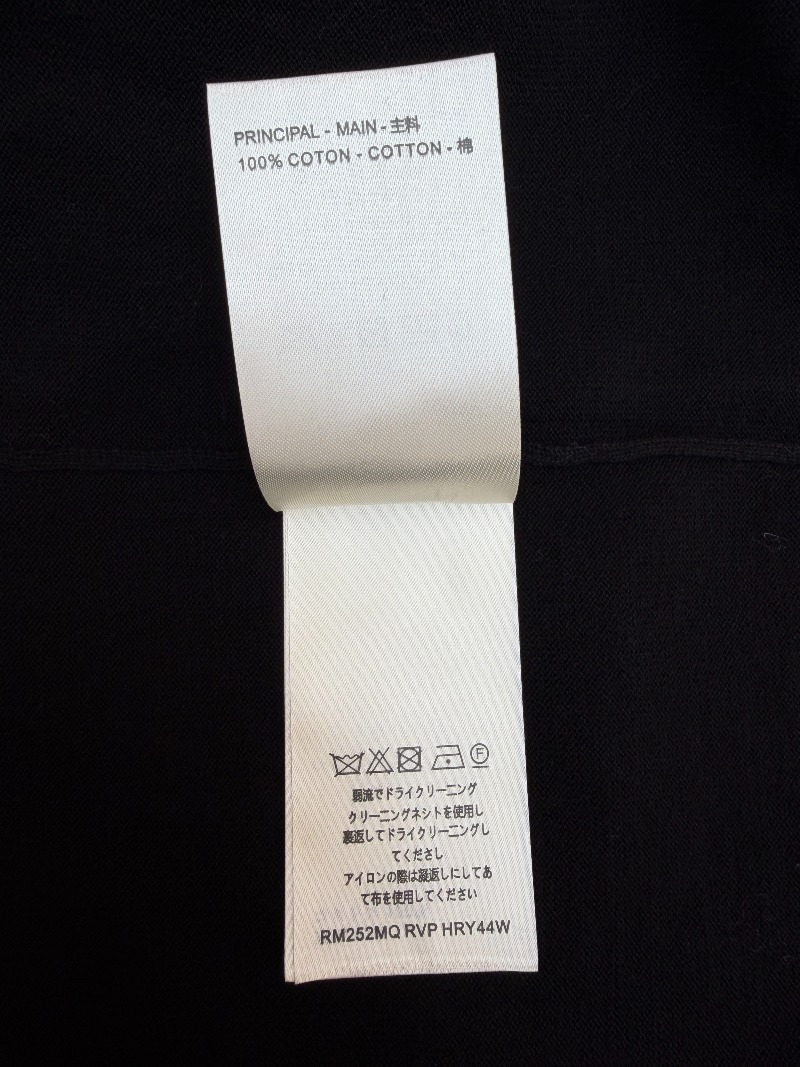 PRINCIPAL - MAIN - 主料
100% COTON - COTTON - 棉
F
弱流でドライクリーニング
クリーニングネシトを使用し
裏返してドライクリーニングし
てくださし
アイロンの際は凝返しにしてあ
て布を使用してください
RM252MQ RVP HRY44W